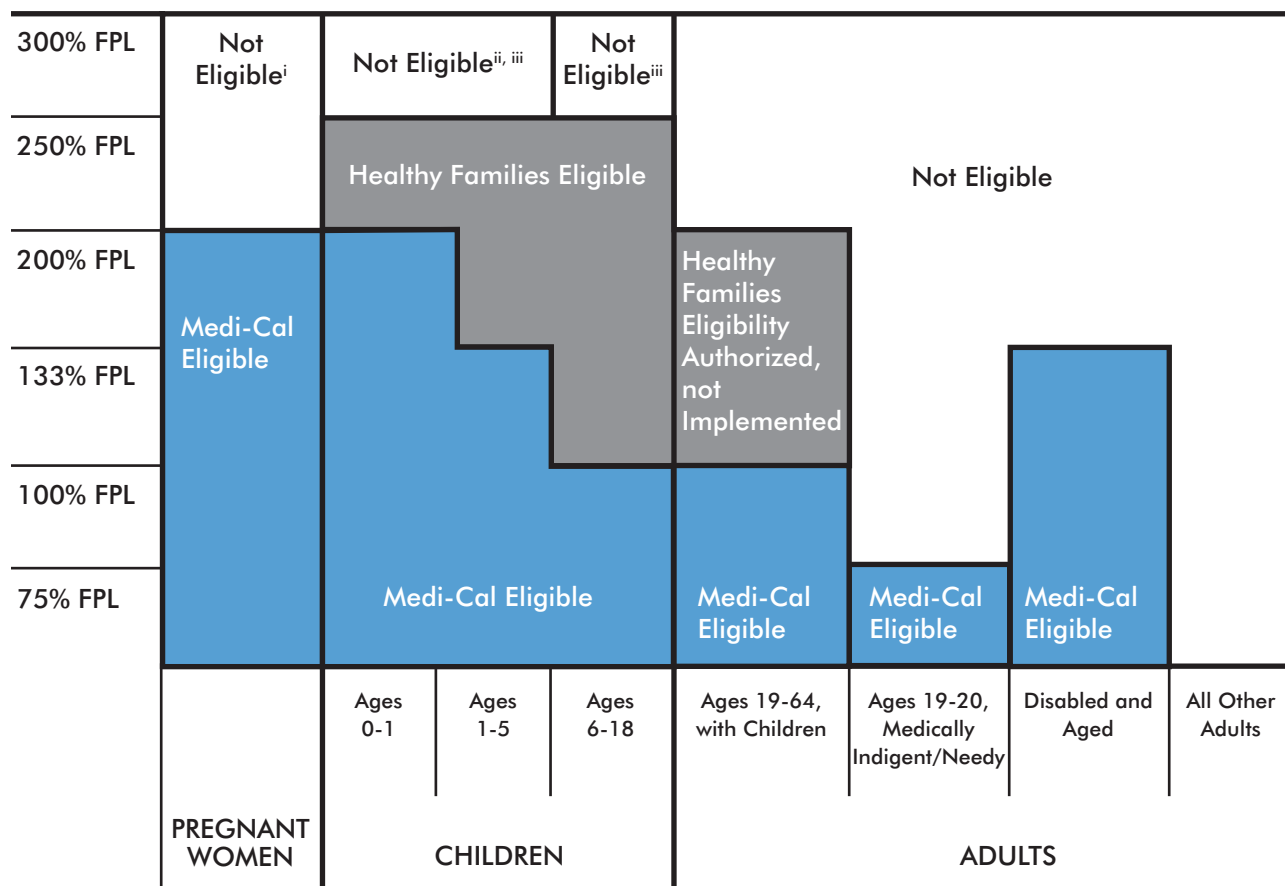 300% FPL
Not
Eligibleⁱ
Not Eligibleⁱⁱ, ⁱⁱⁱ
Not
Eligibleⁱⁱⁱ
250% FPL
Healthy Families Eligible
Not Eligible
200% FPL
Medi-Cal
Eligible
Healthy
Families
Eligibility
Authorized,
not
Implemented
133% FPL
100% FPL
75% FPL
Medi-Cal Eligible
Medi-Cal
Eligible
Medi-Cal
Eligible
Medi-Cal
Eligible
Ages
0-1
Ages
1-5
Ages
6-18
Ages 19-64,
with Children
Ages 19-20,
Medically
Indigent/Needy
Disabled and
Aged
All Other
Adults
PREGNANT
WOMEN
CHILDREN
ADULTS